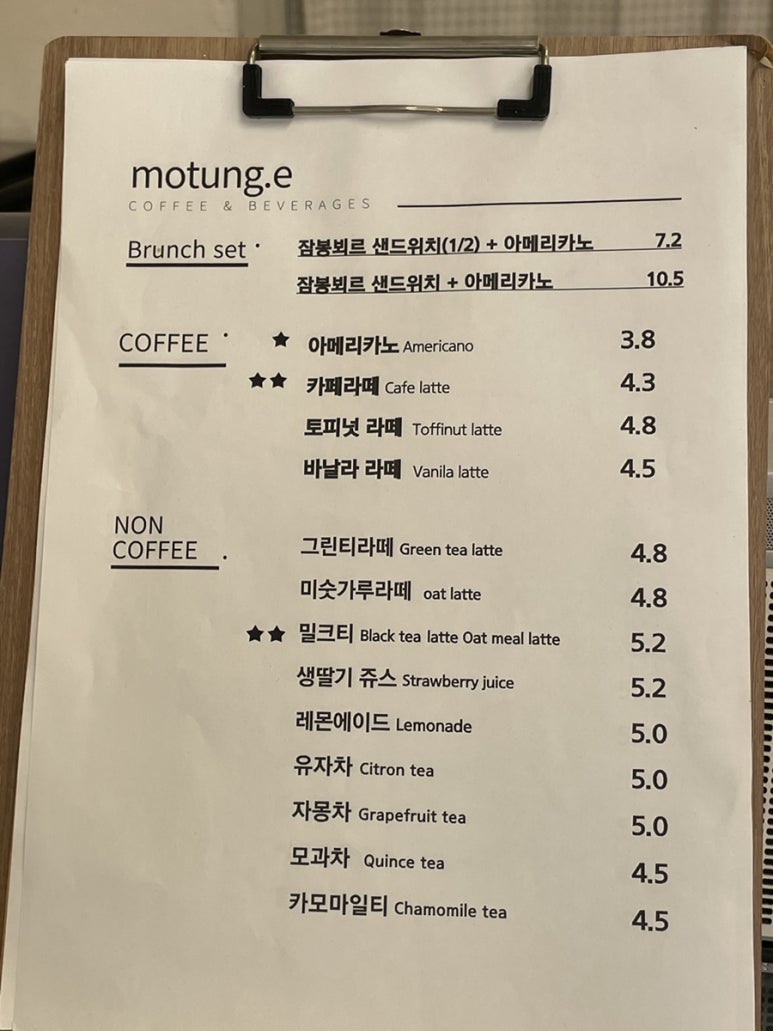 motung.e
COFFEE & BEVERAGES
Brunch set · 잠봉뵈르 샌드위치(1/2) + 아메리카노 7.2
잠봉뵈르 샌드위치 + 아메리카노 10.5
COFFEE · ★ 아메리카노 Americano 3.8
★★ 카페라떼 Cafe latte 4.3
토피넛 라떼 Toffinut latte 4.8
바날라 라떼 Vanila latte 4.5
NON
COFFEE .
그린티라떼 Green tea latte 4.8
미숫가루라떼 oat latte 4.8
★★ 밀크티 Black tea latte Oat meal latte 5.2
생딸기 쥬스 Strawberry juice 5.2
레몬에이드 Lemonade 5.0
유자차 Citron tea 5.0
자몽차 Grapefruit tea 5.0
모과차 Quince tea 4.5
카모마일티 Chamomile tea 4.5